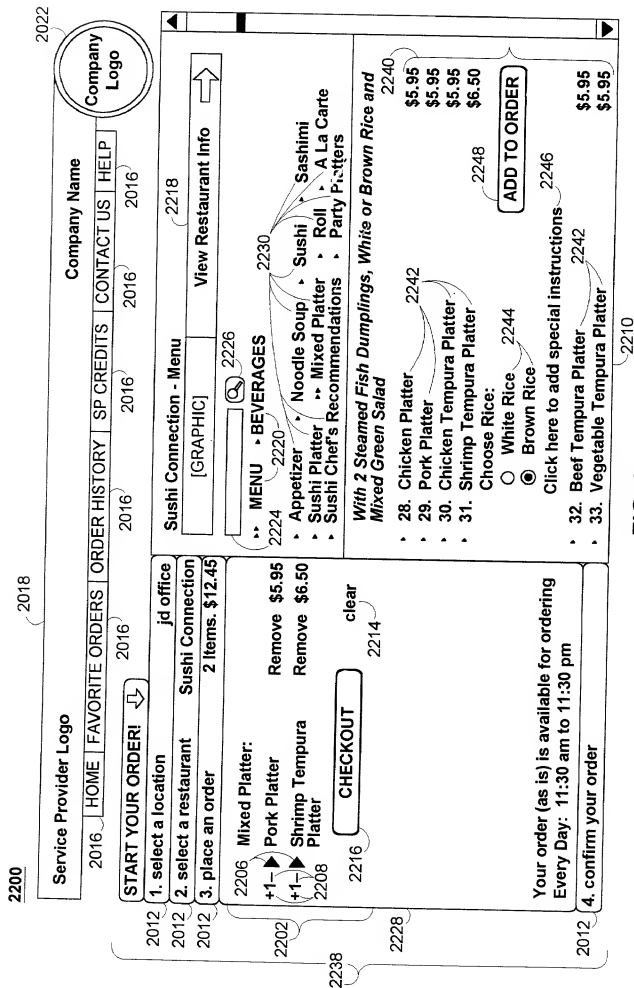 2200
2018
2022
Service Provider Logo
Company Name
Company Logo
2016 HOME FAVORITE ORDERS ORDER HISTORY SP CREDITS CONTACT US HELP
2016 2016 2016 2016 2016
START YOUR ORDER!
2012 1. select a location jd office
2012 2. select a restaurant Sushi Connection
2012 3. place an order 2 Items. $12.45
2206 Mixed Platter:
+1– Pork Platter Remove $5.95
+1– Shrimp Tempura Platter Remove $6.50
2208
2202
2216 CHECKOUT clear
2214
2228
2238
Your order (as is) is available for ordering
Every Day: 11:30 am to 11:30 pm
2012 4. confirm your order
Sushi Connection - Menu 2218
[GRAPHIC] View Restaurant Info
2226
2224 MENU BEVERAGES
2220
2230
Appetizer Noodle Soup Sushi Sashimi
Sushi Platter Mixed Platter Roll A La Carte
Sushi Chef's Recommendations Party Platters
With 2 Steamed Fish Dumplings, White or Brown Rice and
Mixed Green Salad
2240
28. Chicken Platter $5.95
29. Pork Platter 2242 $5.95
30. Chicken Tempura Platter $5.95
31. Shrimp Tempura Platter $6.50
Choose Rice: 2244
White Rice
Brown Rice
2248 ADD TO ORDER
Click here to add special instructions 2246
32. Beef Tempura Platter 2242 $5.95
33. Vegetable Tempura Platter $5.95
2210